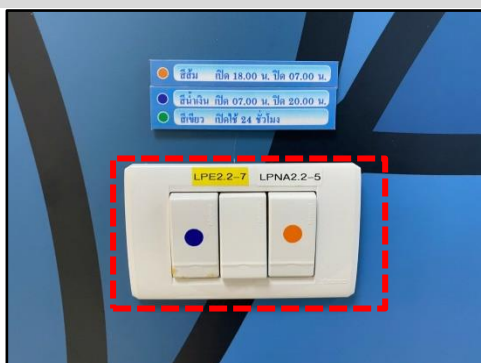 สีส้ม เปิด 18.00 น. ปิด 07.00 น.
สีน้ำเงิน เปิด 07.00 น. ปิด 20.00 น.
สีเขียว เปิดใช้ 24 ชั่วโมง
LPE2.2-7 LPNA2.2-5